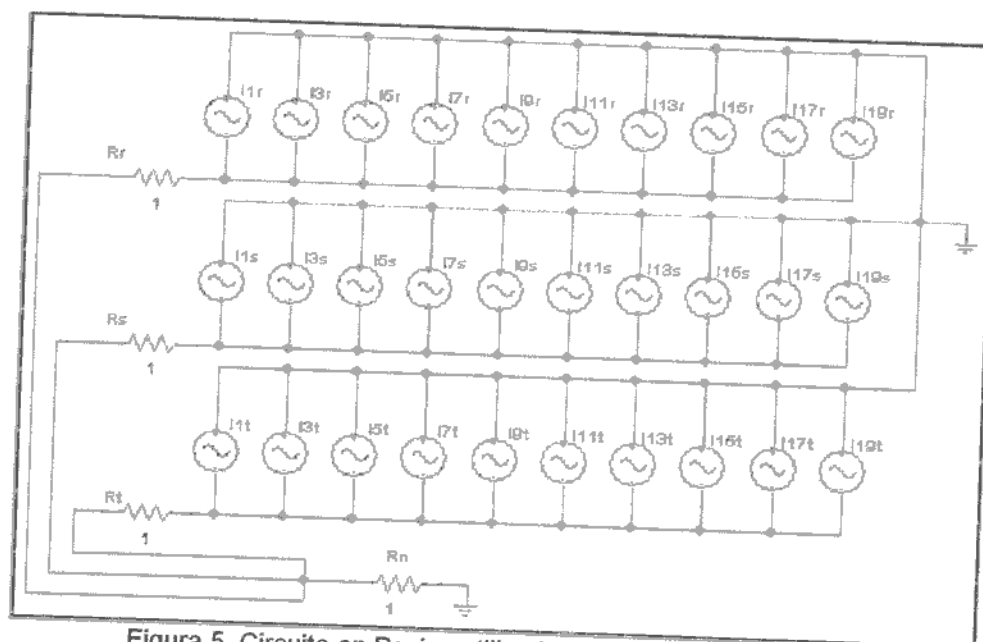 I1r I3r I5r I7r I9r I11r I13r I15r I17r I19r
Rr
1
I1s I3s I5s I7s I9s I11s I13s I15s I17s I19s
Rs
1
I1t I3t I5t I7t I9t I11t I13t I15t I17t I19t
Rt
1
Rn
1
Figura 5. Circuito en